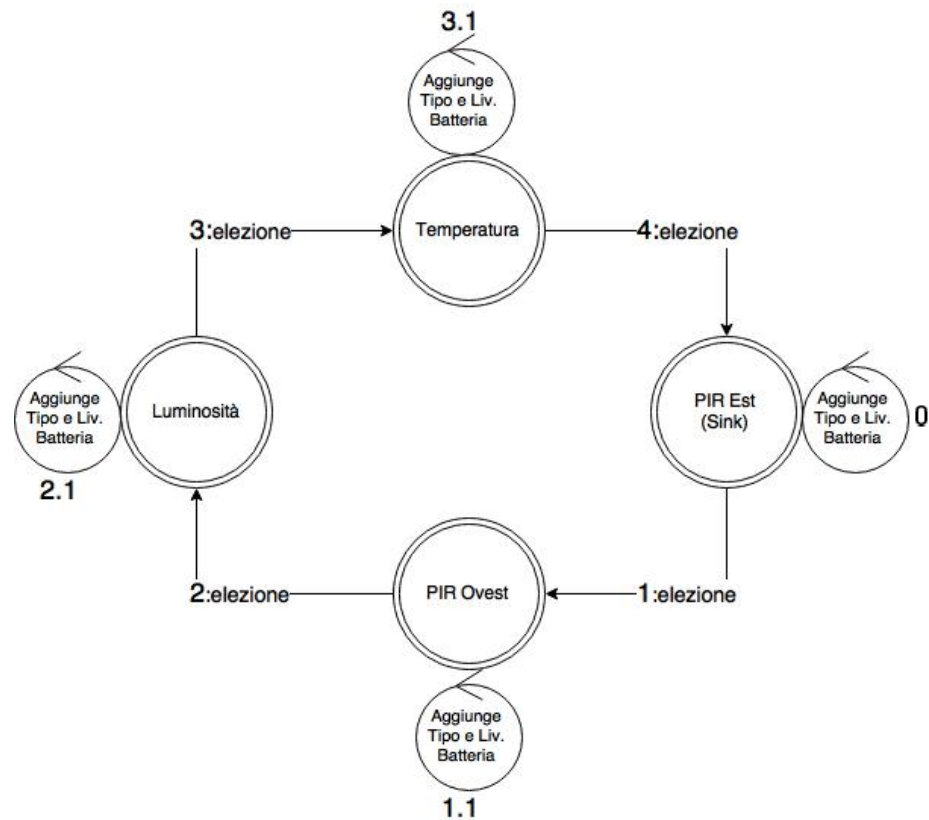 3.1
Aggiunge
Tipo e Liv.
Batteria
3:elezione
Temperatura
4:elezione
Aggiunge
Tipo e Liv.
Batteria
2.1
Luminosità
PIR Est
(Sink)
Aggiunge
Tipo e Liv.
Batteria
0
2:elezione
PIR Ovest
1:elezione
Aggiunge
Tipo e Liv.
Batteria
1.1